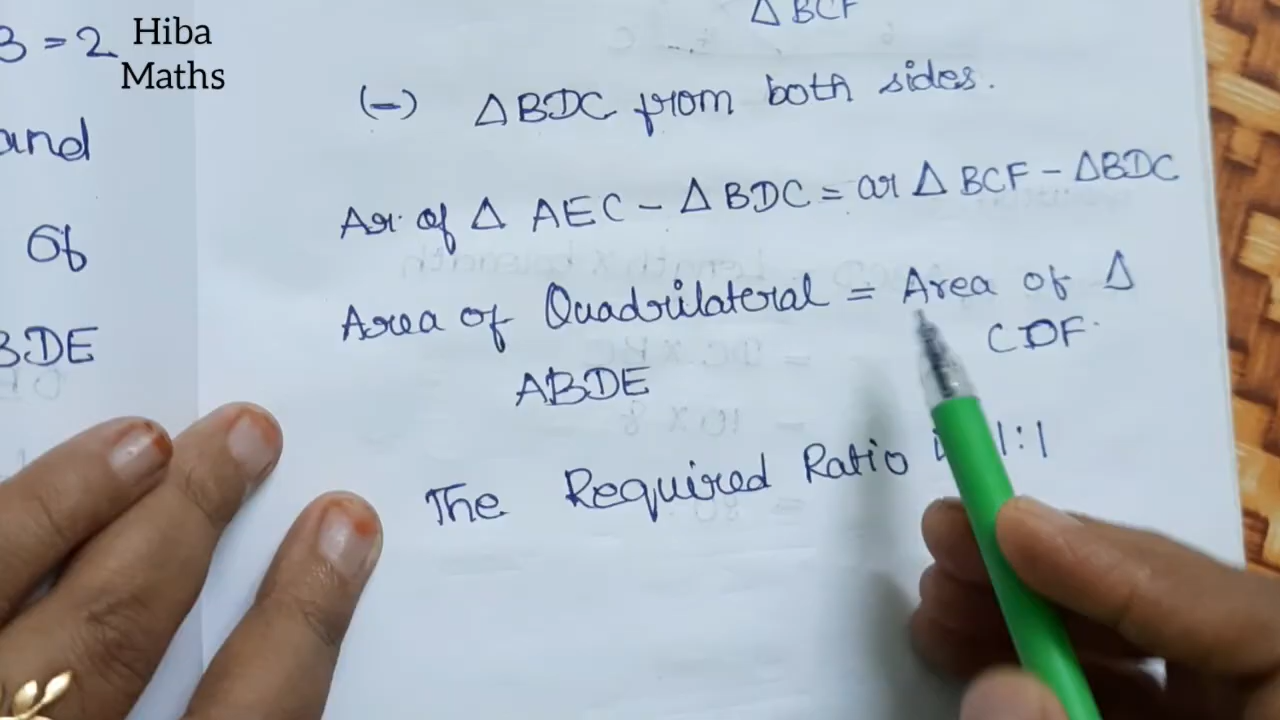 3 = 2
Hiba
Maths
and
Of
BDE
Δ BCF
(-) Δ BDC from both sides.
Ar. of Δ AEC - Δ BDC = ar Δ BCF - Δ BDC
Area of Quadrilateral = Area of Δ
ABDE CDF.
The Required Ratio 1:1